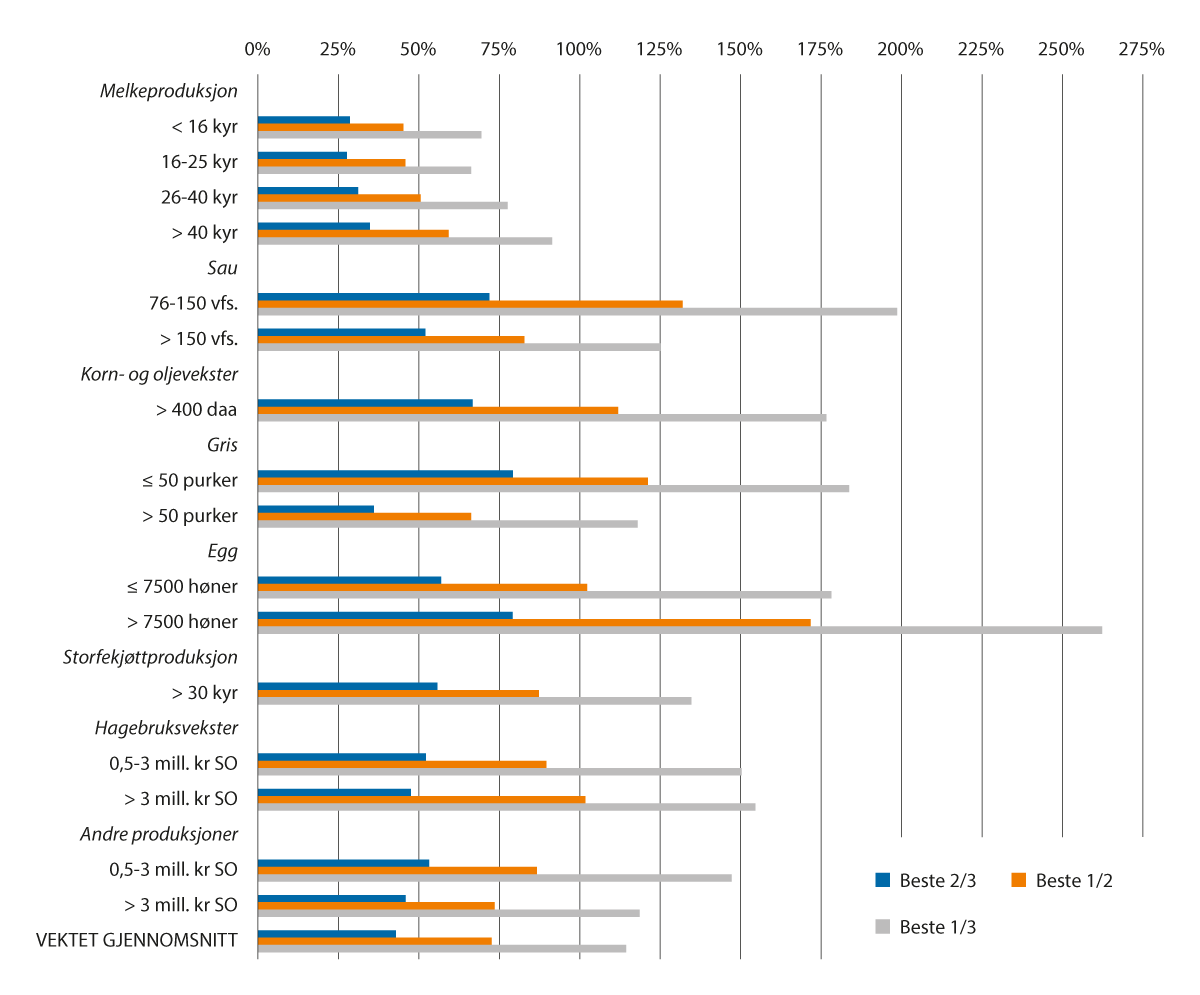 0% 25% 50% 75% 100% 125% 150% 175% 200% 225% 250% 275%
Melkeproduksjon
< 16 kyr
16-25 kyr
26-40 kyr
> 40 kyr
Sau
76-150 vfs.
> 150 vfs.
Korn- og oljevekster
> 400 daa
Gris
≤ 50 purker
> 50 purker
Egg
≤ 7500 høner
> 7500 høner
Storfekjøttproduksjon
> 30 kyr
Hagebruksvekster
0,5-3 mill. kr SO
> 3 mill. kr SO
Andre produksjoner
0,5-3 mill. kr SO
> 3 mill. kr SO
VEKTET GJENNOMSNITT
Beste 2/3 Beste 1/2
Beste 1/3